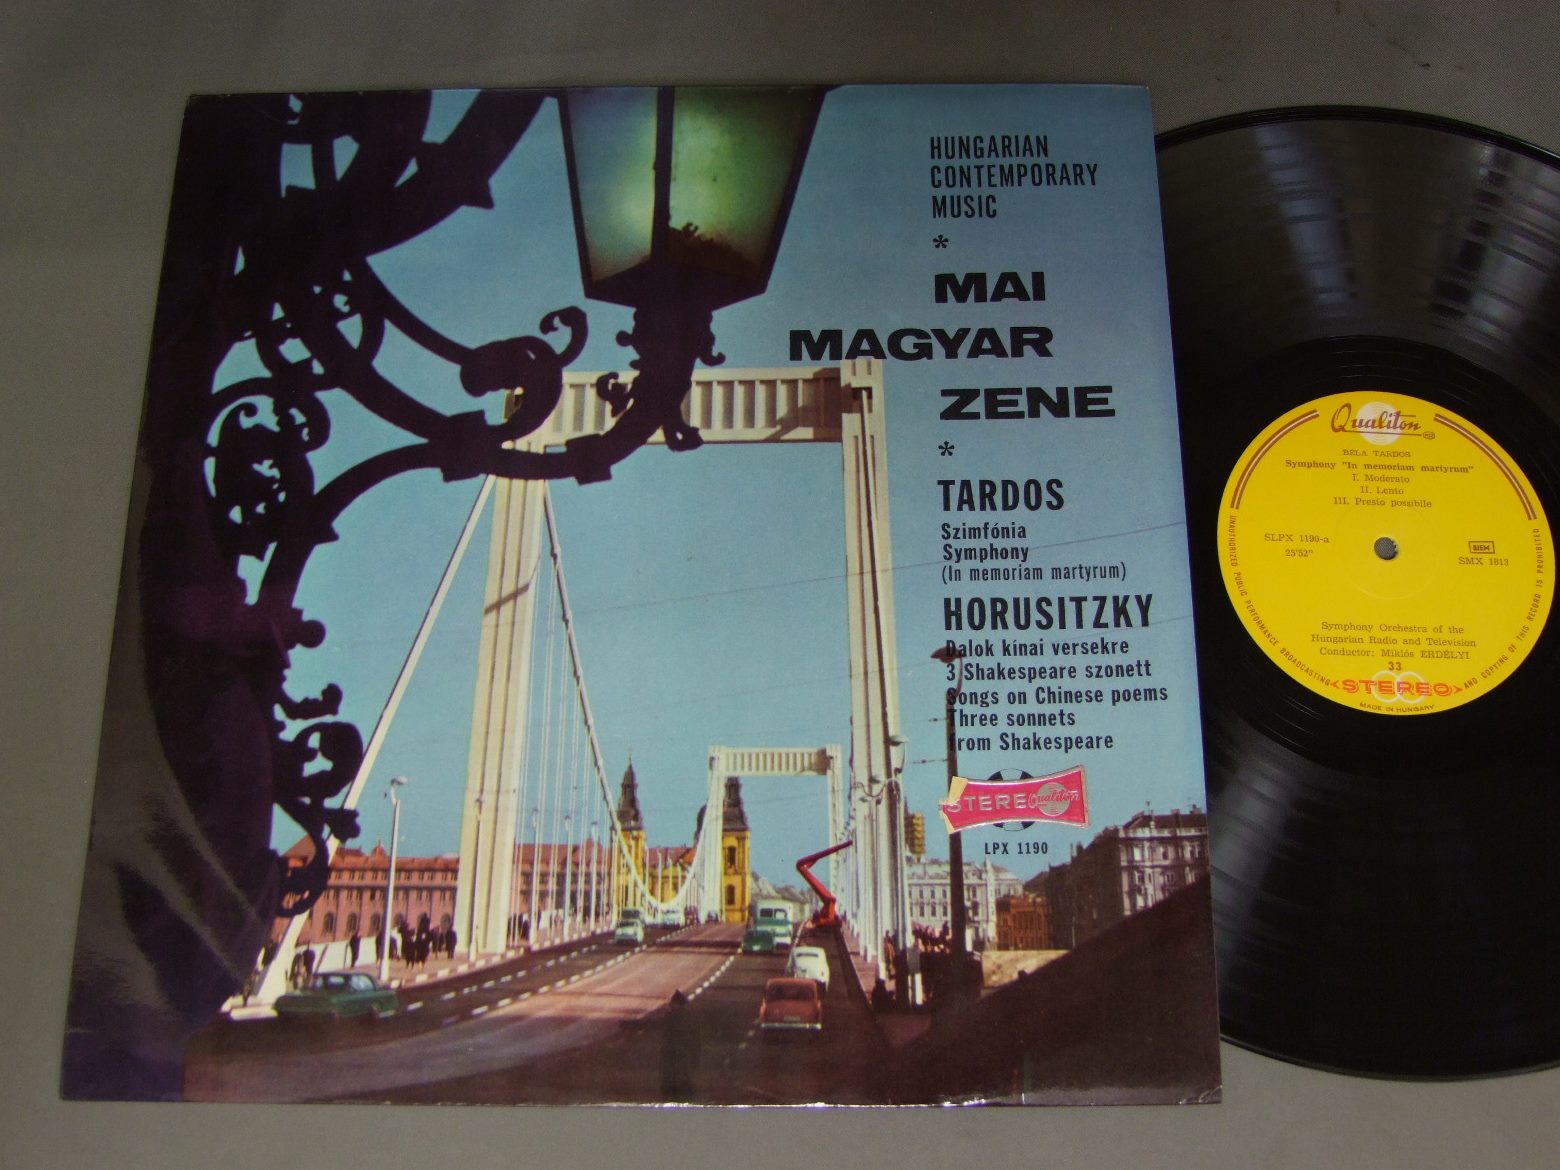 HUNGARIAN
CONTEMPORARY
MUSIC
*
MAI
MAGYAR
ZENE
*
TARDOS
Szimfónia
Symphony
(In memoriam martyrum)
HORUSITZKY
Dalok kínai versekre
3 Shakespeare szonett
Songs on Chinese poems
Three sonnets
from Shakespeare
STEREO Qualiton
LPX 1190
Qualiton
BÉLA TARDOS
Symphony "In memoriam martyrum"
I. Moderato
II. Lento
III. Presto possibile
SLPX 1190-a
25'52"
BIEM
SMX 1813
Symphony Orchestra of the
Hungarian Radio and Television
Conductor: Miklós ERDÉLYI
33
STEREO
MADE IN HUNGARY
UNAUTHORIZED PUBLIC PERFORMANCE BROADCASTING AND COPYING OF THIS RECORD IS PROHIBITED